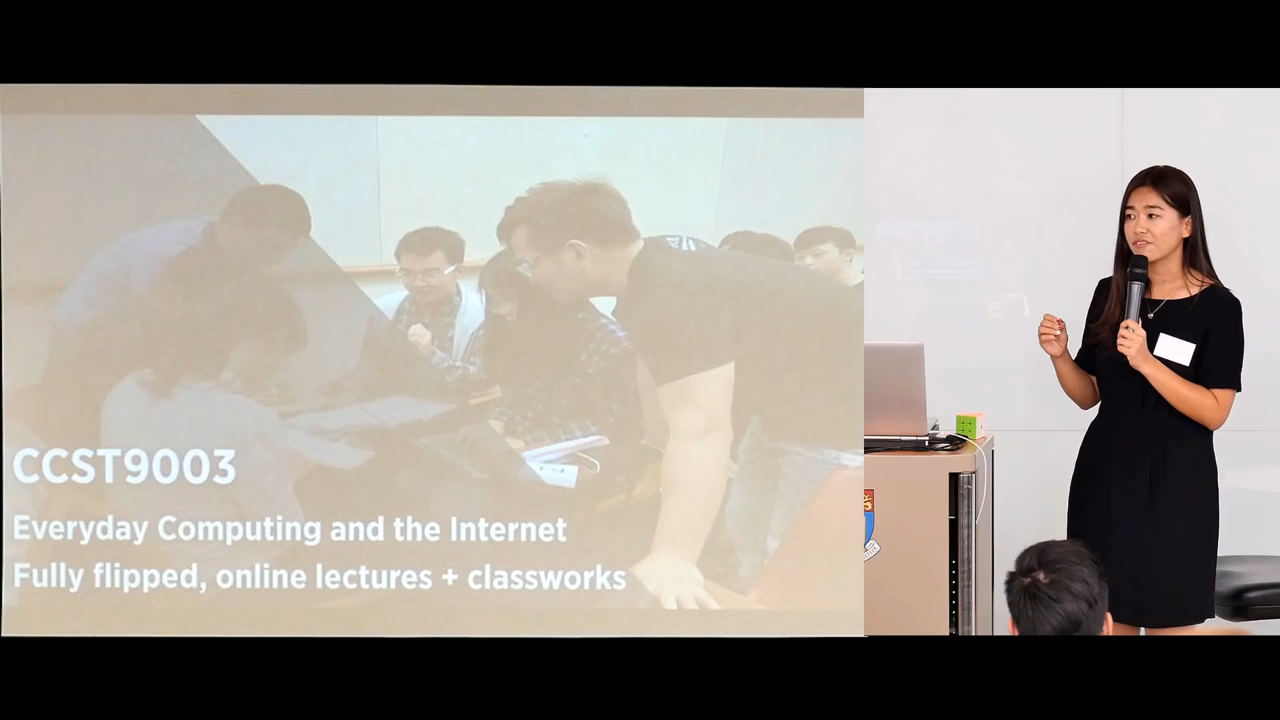 CCST9003
Everyday Computing and the Internet
Fully flipped, online lectures + classworks